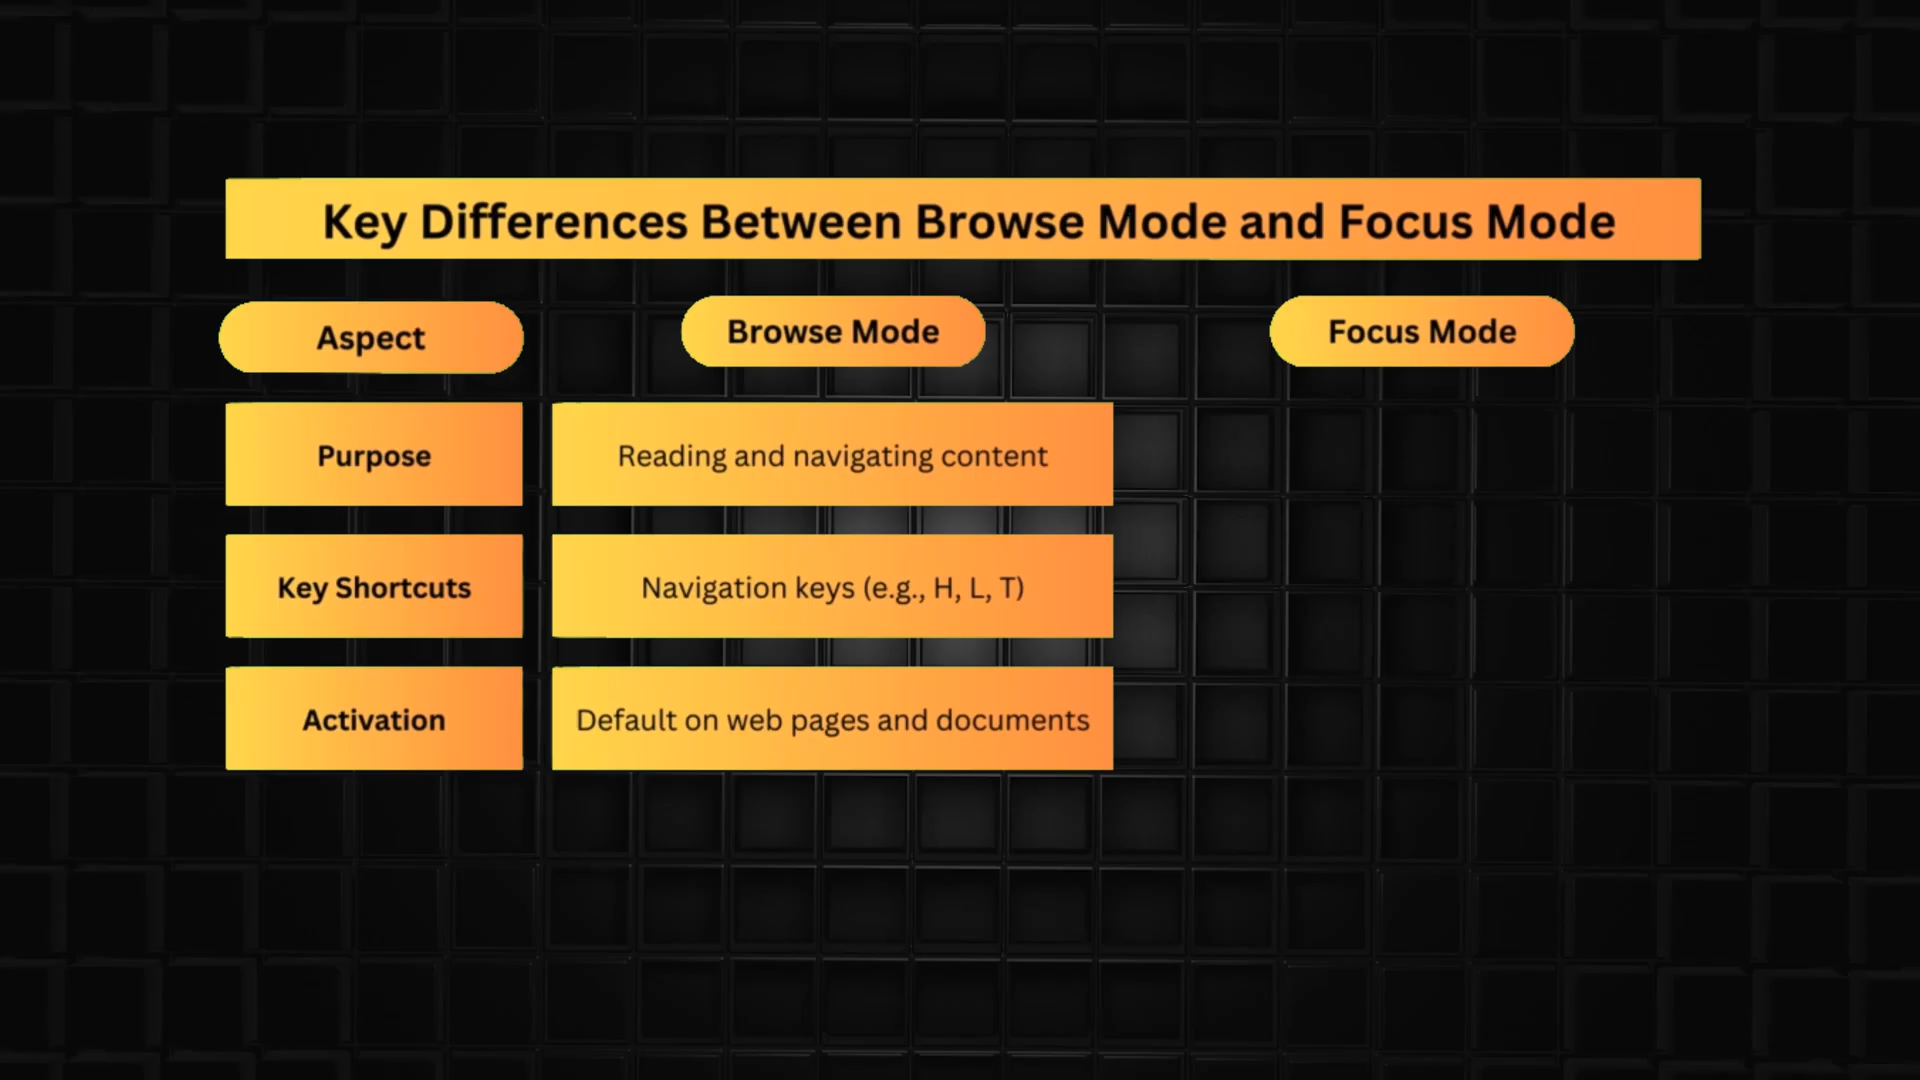 Key Differences Between Browse Mode and Focus Mode
Aspect
Browse Mode
Focus Mode
Purpose
Reading and navigating content
Key Shortcuts
Navigation keys (e.g., H, L, T)
Activation
Default on web pages and documents